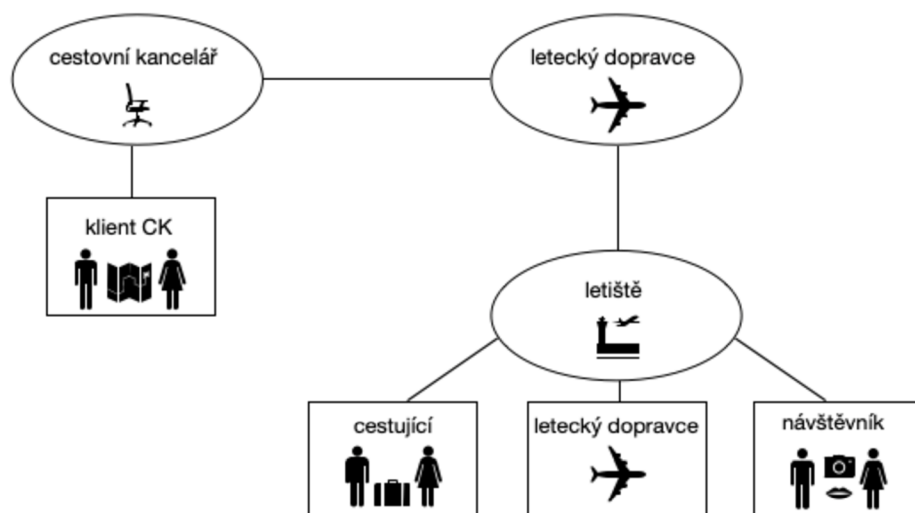 cestovní kancelář
letecký dopravce
klient CK
letiště
cestující
letecký dopravce
návštěvník